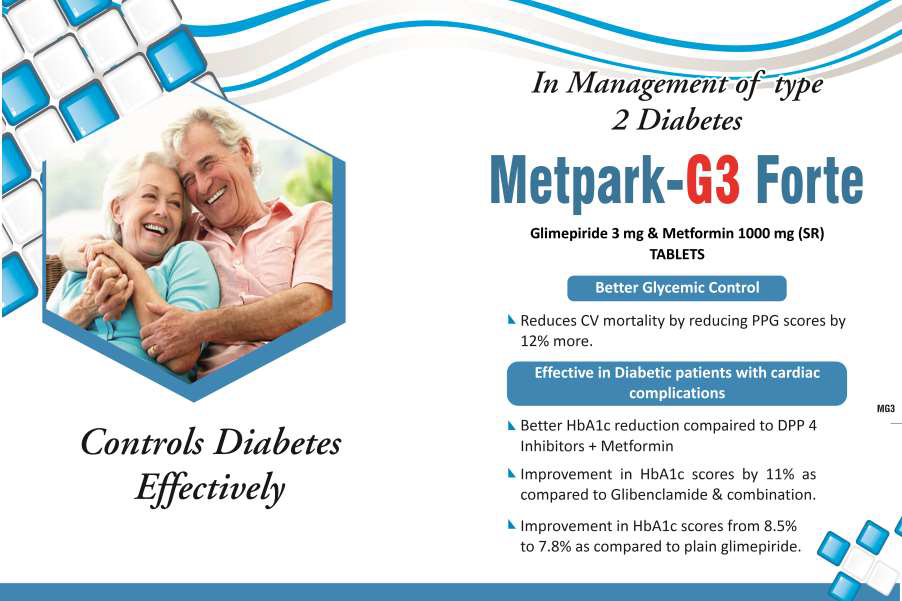 In Management of type
2 Diabetes
Metpark-G3 Forte
Glimepiride 3 mg & Metformin 1000 mg (SR)
TABLETS
Better Glycemic Control
Reduces CV mortality by reducing PPG scores by
12% more.
Effective in Diabetic patients with cardiac
complications
Better HbA1c reduction compaired to DPP 4
Inhibitors + Metformin
Improvement in HbA1c scores by 11% as
compared to Glibenclamide & combination.
Improvement in HbA1c scores from 8.5%
to 7.8% as compared to plain glimepiride.
MG3
Controls Diabetes
Effectively